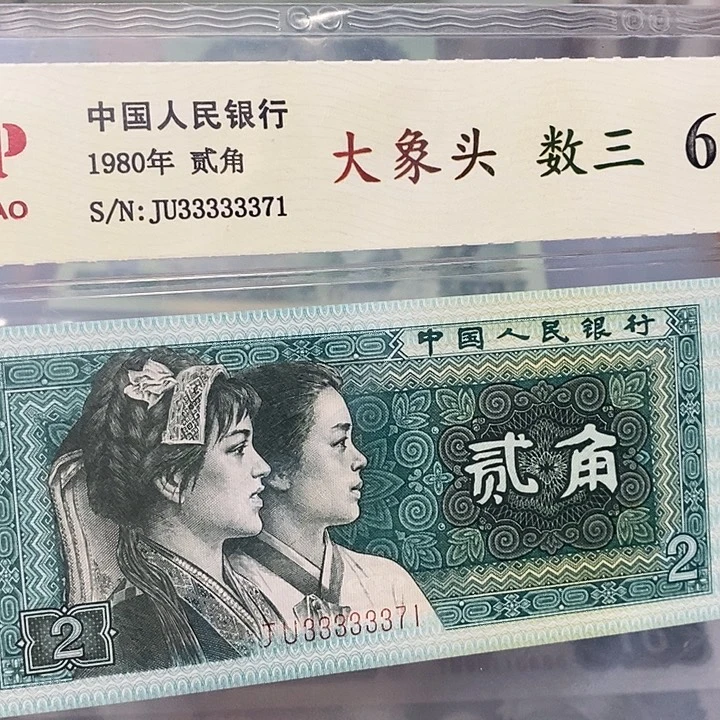 P
AO
中国人民银行
1980年 贰角
S/N:JU33333371
大象头 数三 6
中国人民银行
贰角
2
JU33333371
2